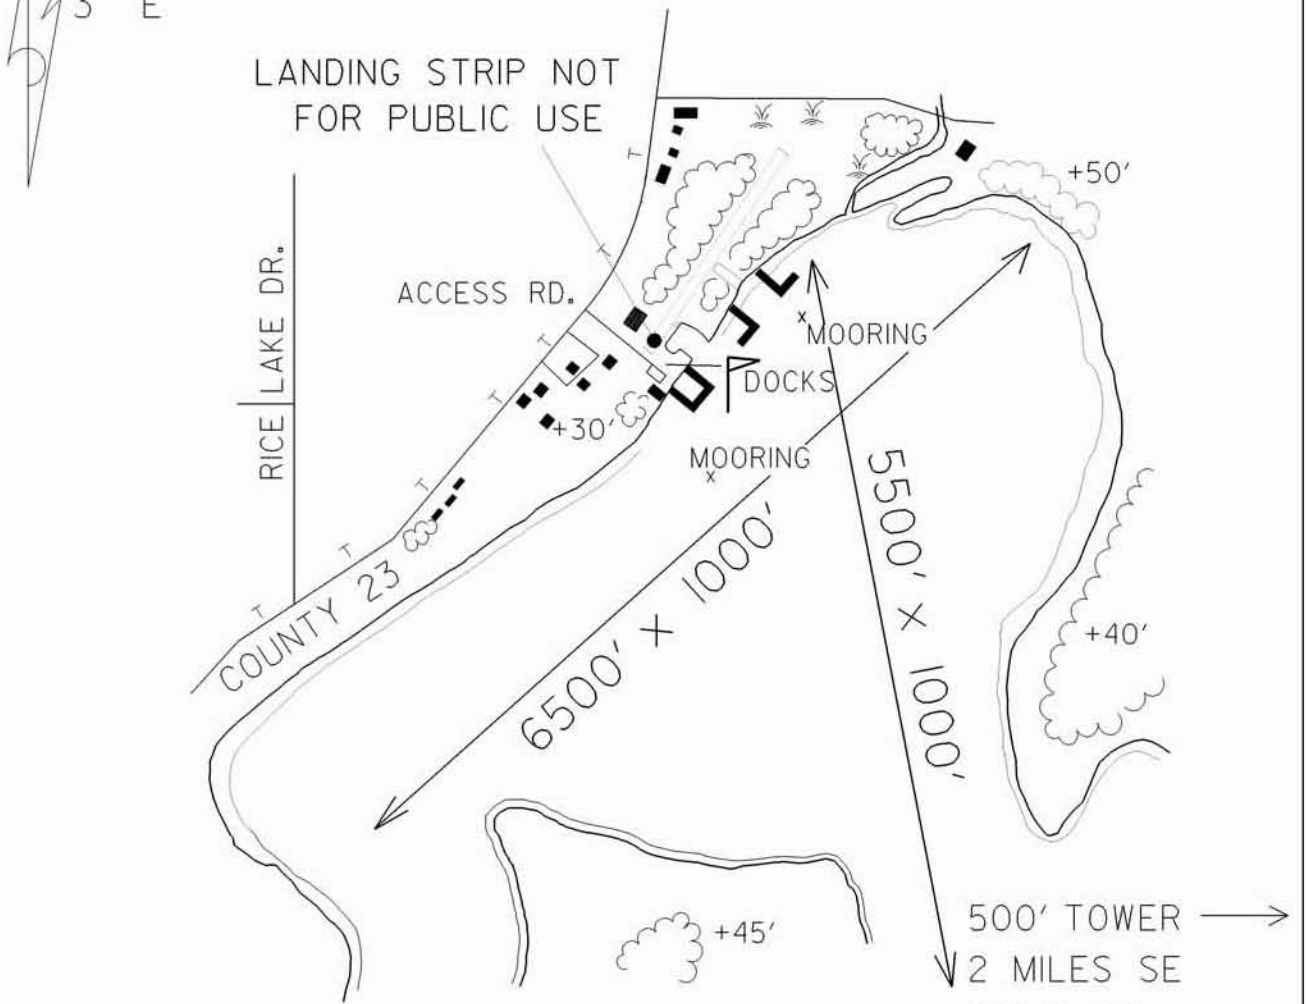 S E
LANDING STRIP NOT
FOR PUBLIC USE
T
+50'
T
RICE LAKE DR.
ACCESS RD.
x
MOORING
T
DOCKS
T
+30'
MOORING
x
T
5500' X 1000'
6500' X 1000'
T
T
COUNTY 23
+40'
+45'
500' TOWER
2 MILES SE